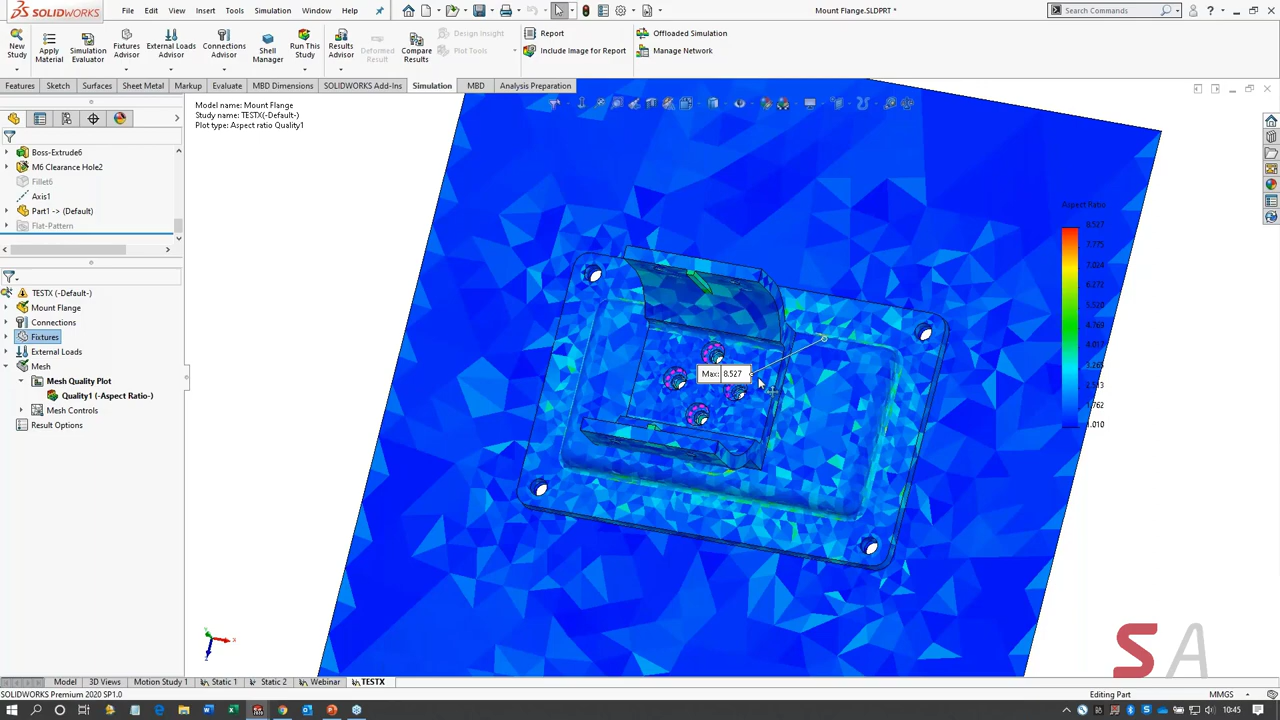 SOLIDWORKS
File
Edit
View
Insert
Tools
Simulation
Window
Help
Mount Flange.SLDPRT *
Search Commands
New Study
Apply Material
Simulation Evaluator
Fixtures Advisor
External Loads Advisor
Connections Advisor
Shell Manager
Run This Study
Results Advisor
Deformed Result
Compare Results
Design Insight
Plot Tools
Report
Include Image for Report
Offloaded Simulation
Manage Network
Features
Sketch
Surfaces
Sheet Metal
Markup
Evaluate
MBD Dimensions
SOLIDWORKS Add-Ins
Simulation
MBD
Analysis Preparation
Model name: Mount Flange
Study name: TESTX(-Default-)
Plot type: Aspect ratio Quality1
Boss-Extrude6
M6 Clearance Hole2
Fillet6
Axis1
Part1 -> (Default)
Flat-Pattern
TESTX (-Default-)
Mount Flange
Connections
Fixtures
External Loads
Mesh
Mesh Quality Plot
Quality1 (-Aspect Ratio-)
Mesh Controls
Result Options
Max: 8.527
Aspect Ratio
8.527
7.775
7.024
6.272
5.520
4.769
4.017
3.265
2.513
1.762
1.010
SA
Model
3D Views
Motion Study 1
Static 1
Static 2
Webinar
TESTX
SOLIDWORKS Premium 2020 SP1.0
Editing Part
MMGS
10:45